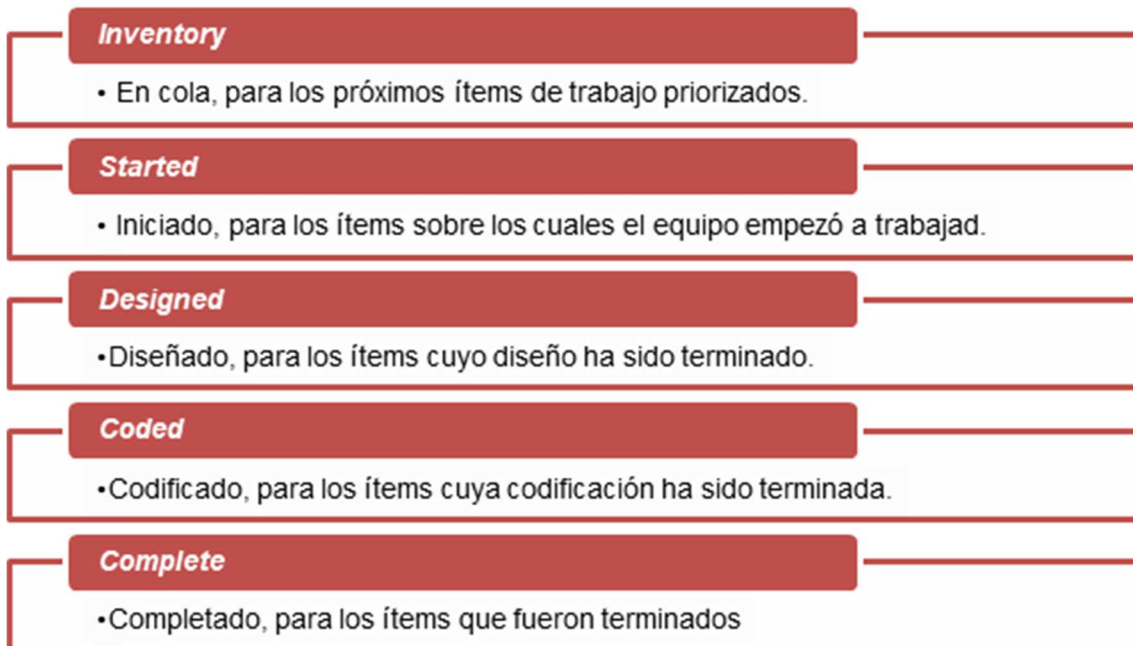 Inventory
• En cola, para los próximos ítems de trabajo priorizados.
Started
• Iniciado, para los ítems sobre los cuales el equipo empezó a trabajad.
Designed
•Diseñado, para los ítems cuyo diseño ha sido terminado.
Coded
•Codificado, para los ítems cuya codificación ha sido terminada.
Complete
•Completado, para los ítems que fueron terminados